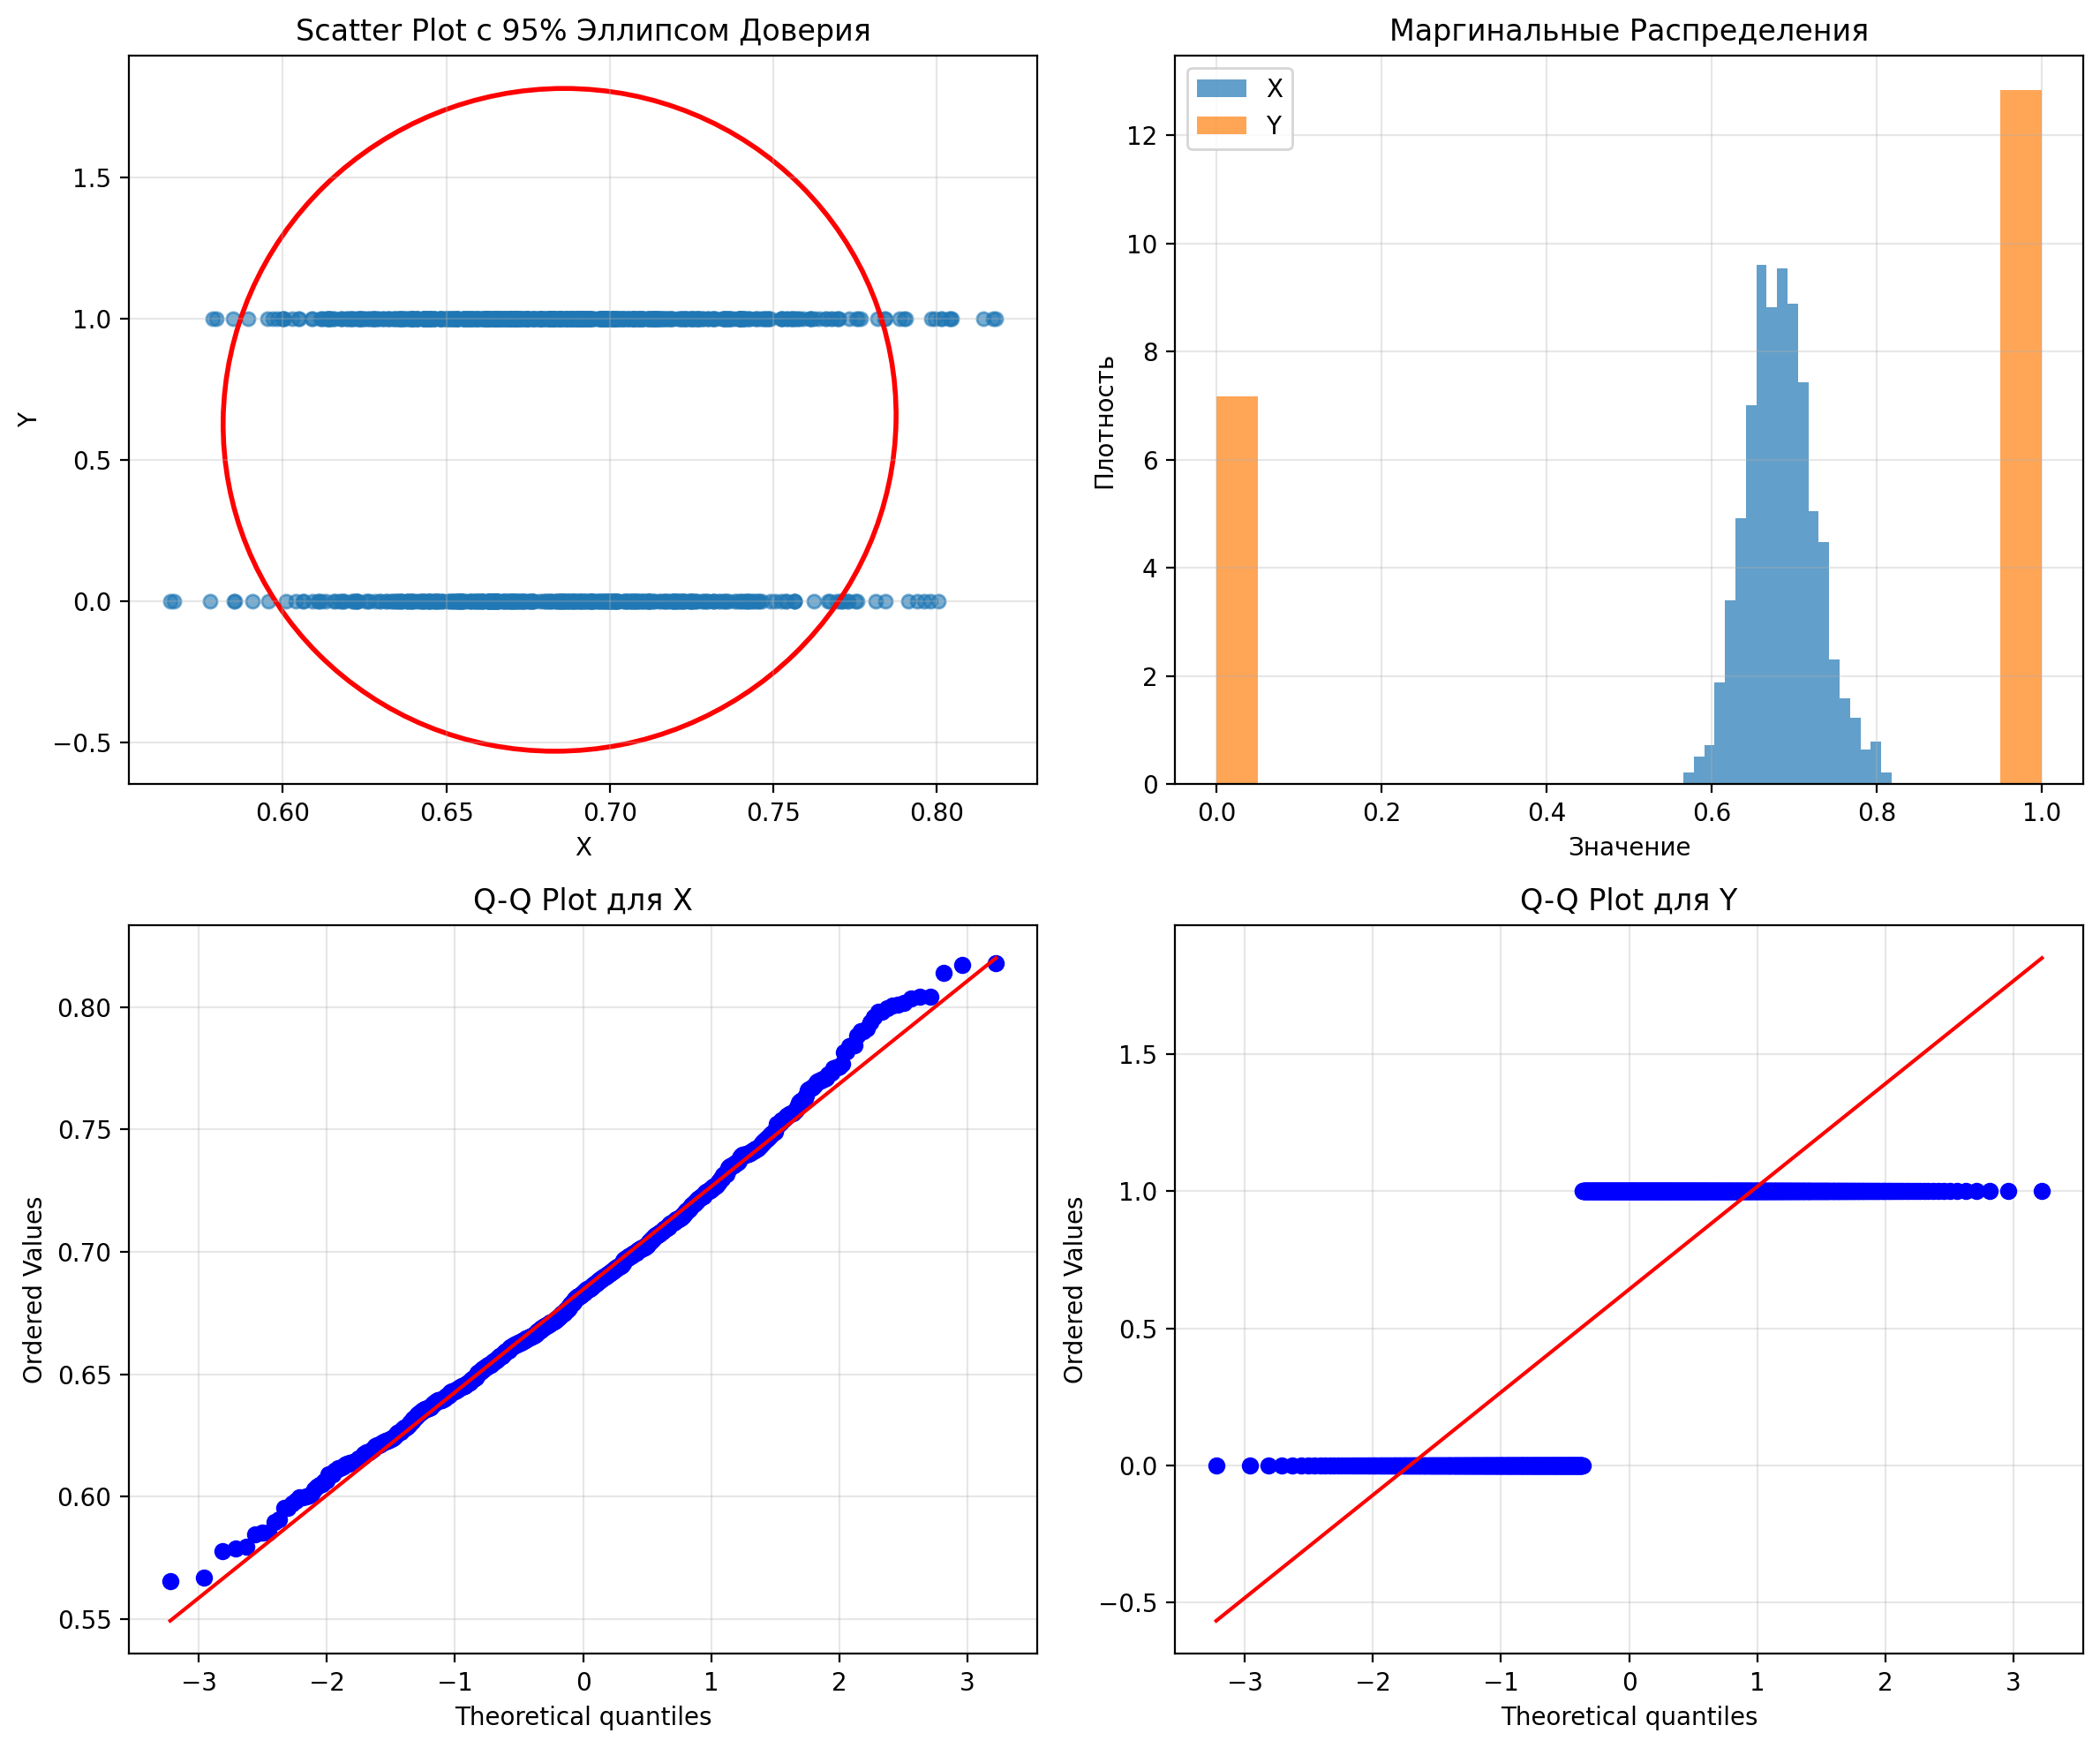 Scatter Plot с 95% Эллипсом Доверия
1.5
1.0
0.5
0.0
−0.5
Y
0.60 0.65 0.70 0.75 0.80
X
Маргинальные Распределения
X
Y
12
10
8
6
4
2
0
Плотность
0.0 0.2 0.4 0.6 0.8 1.0
Значение
Q-Q Plot для X
0.80
0.75
0.70
0.65
0.60
0.55
Ordered Values
−3 −2 −1 0 1 2 3
Theoretical quantiles
Q-Q Plot для Y
1.5
1.0
0.5
0.0
−0.5
Ordered Values
−3 −2 −1 0 1 2 3
Theoretical quantiles